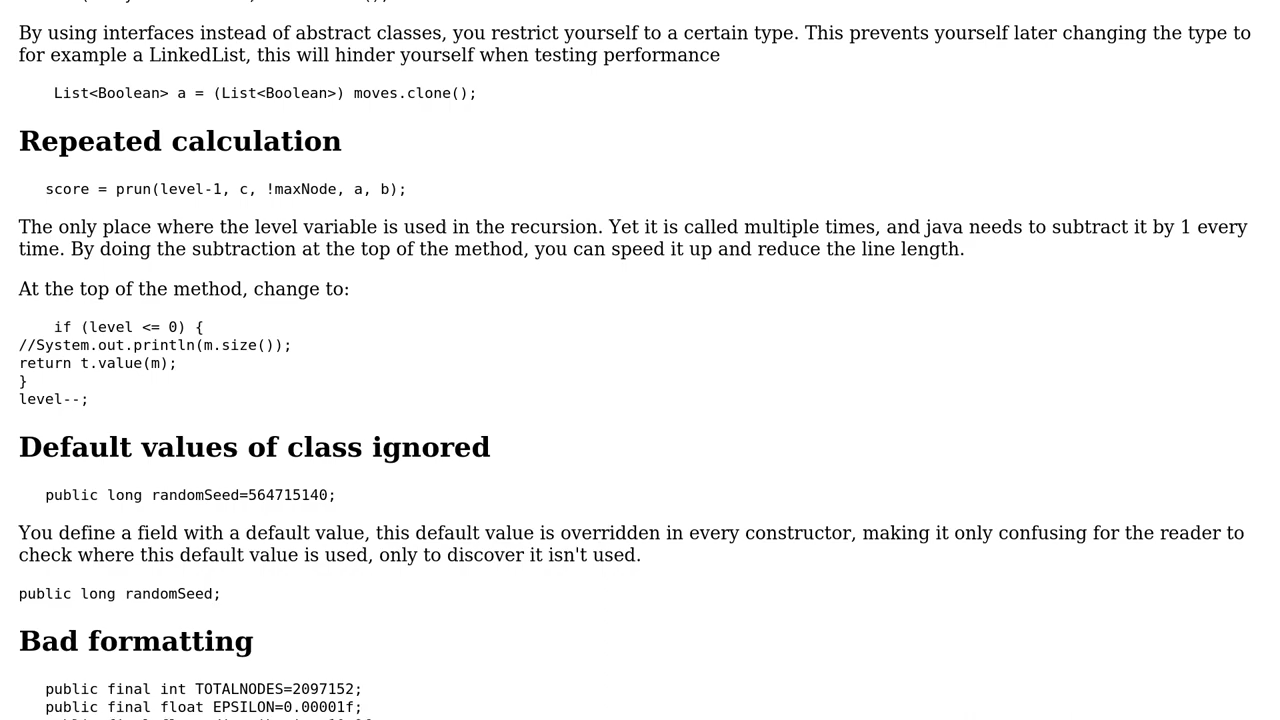 By using interfaces instead of abstract classes, you restrict yourself to a certain type. This prevents yourself later changing the type to
for example a LinkedList, this will hinder yourself when testing performance
List<Boolean> a = (List<Boolean>) moves.clone();
Repeated calculation
score = prun(level-1, c, !maxNode, a, b);
The only place where the level variable is used in the recursion. Yet it is called multiple times, and java needs to subtract it by 1 every
time. By doing the subtraction at the top of the method, you can speed it up and reduce the line length.
At the top of the method, change to:
if (level <= 0) {
//System.out.println(m.size());
return t.value(m);
}
level--;
Default values of class ignored
public long randomSeed=564715140;
You define a field with a default value, this default value is overridden in every constructor, making it only confusing for the reader to
check where this default value is used, only to discover it isn't used.
public long randomSeed;
Bad formatting
public final int TOTALNODES=2097152;
public final float EPSILON=0.00001f;